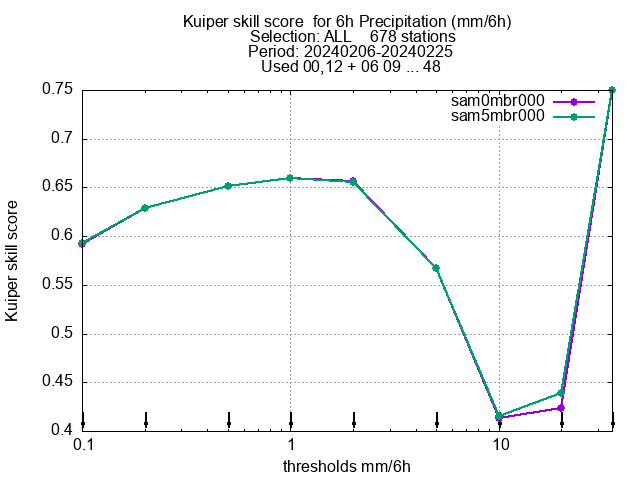 Kuiper skill score  for 6h Precipitation (mm/6h)
Selection: ALL    678 stations
Period: 20240206-20240225
Used 00,12 + 06 09 ... 48
sam0mbr000
sam5mbr000
0.75
0.7
0.65
0.6
0.55
0.5
0.45
0.4
Kuiper skill score
0.1
1
10
thresholds mm/6h